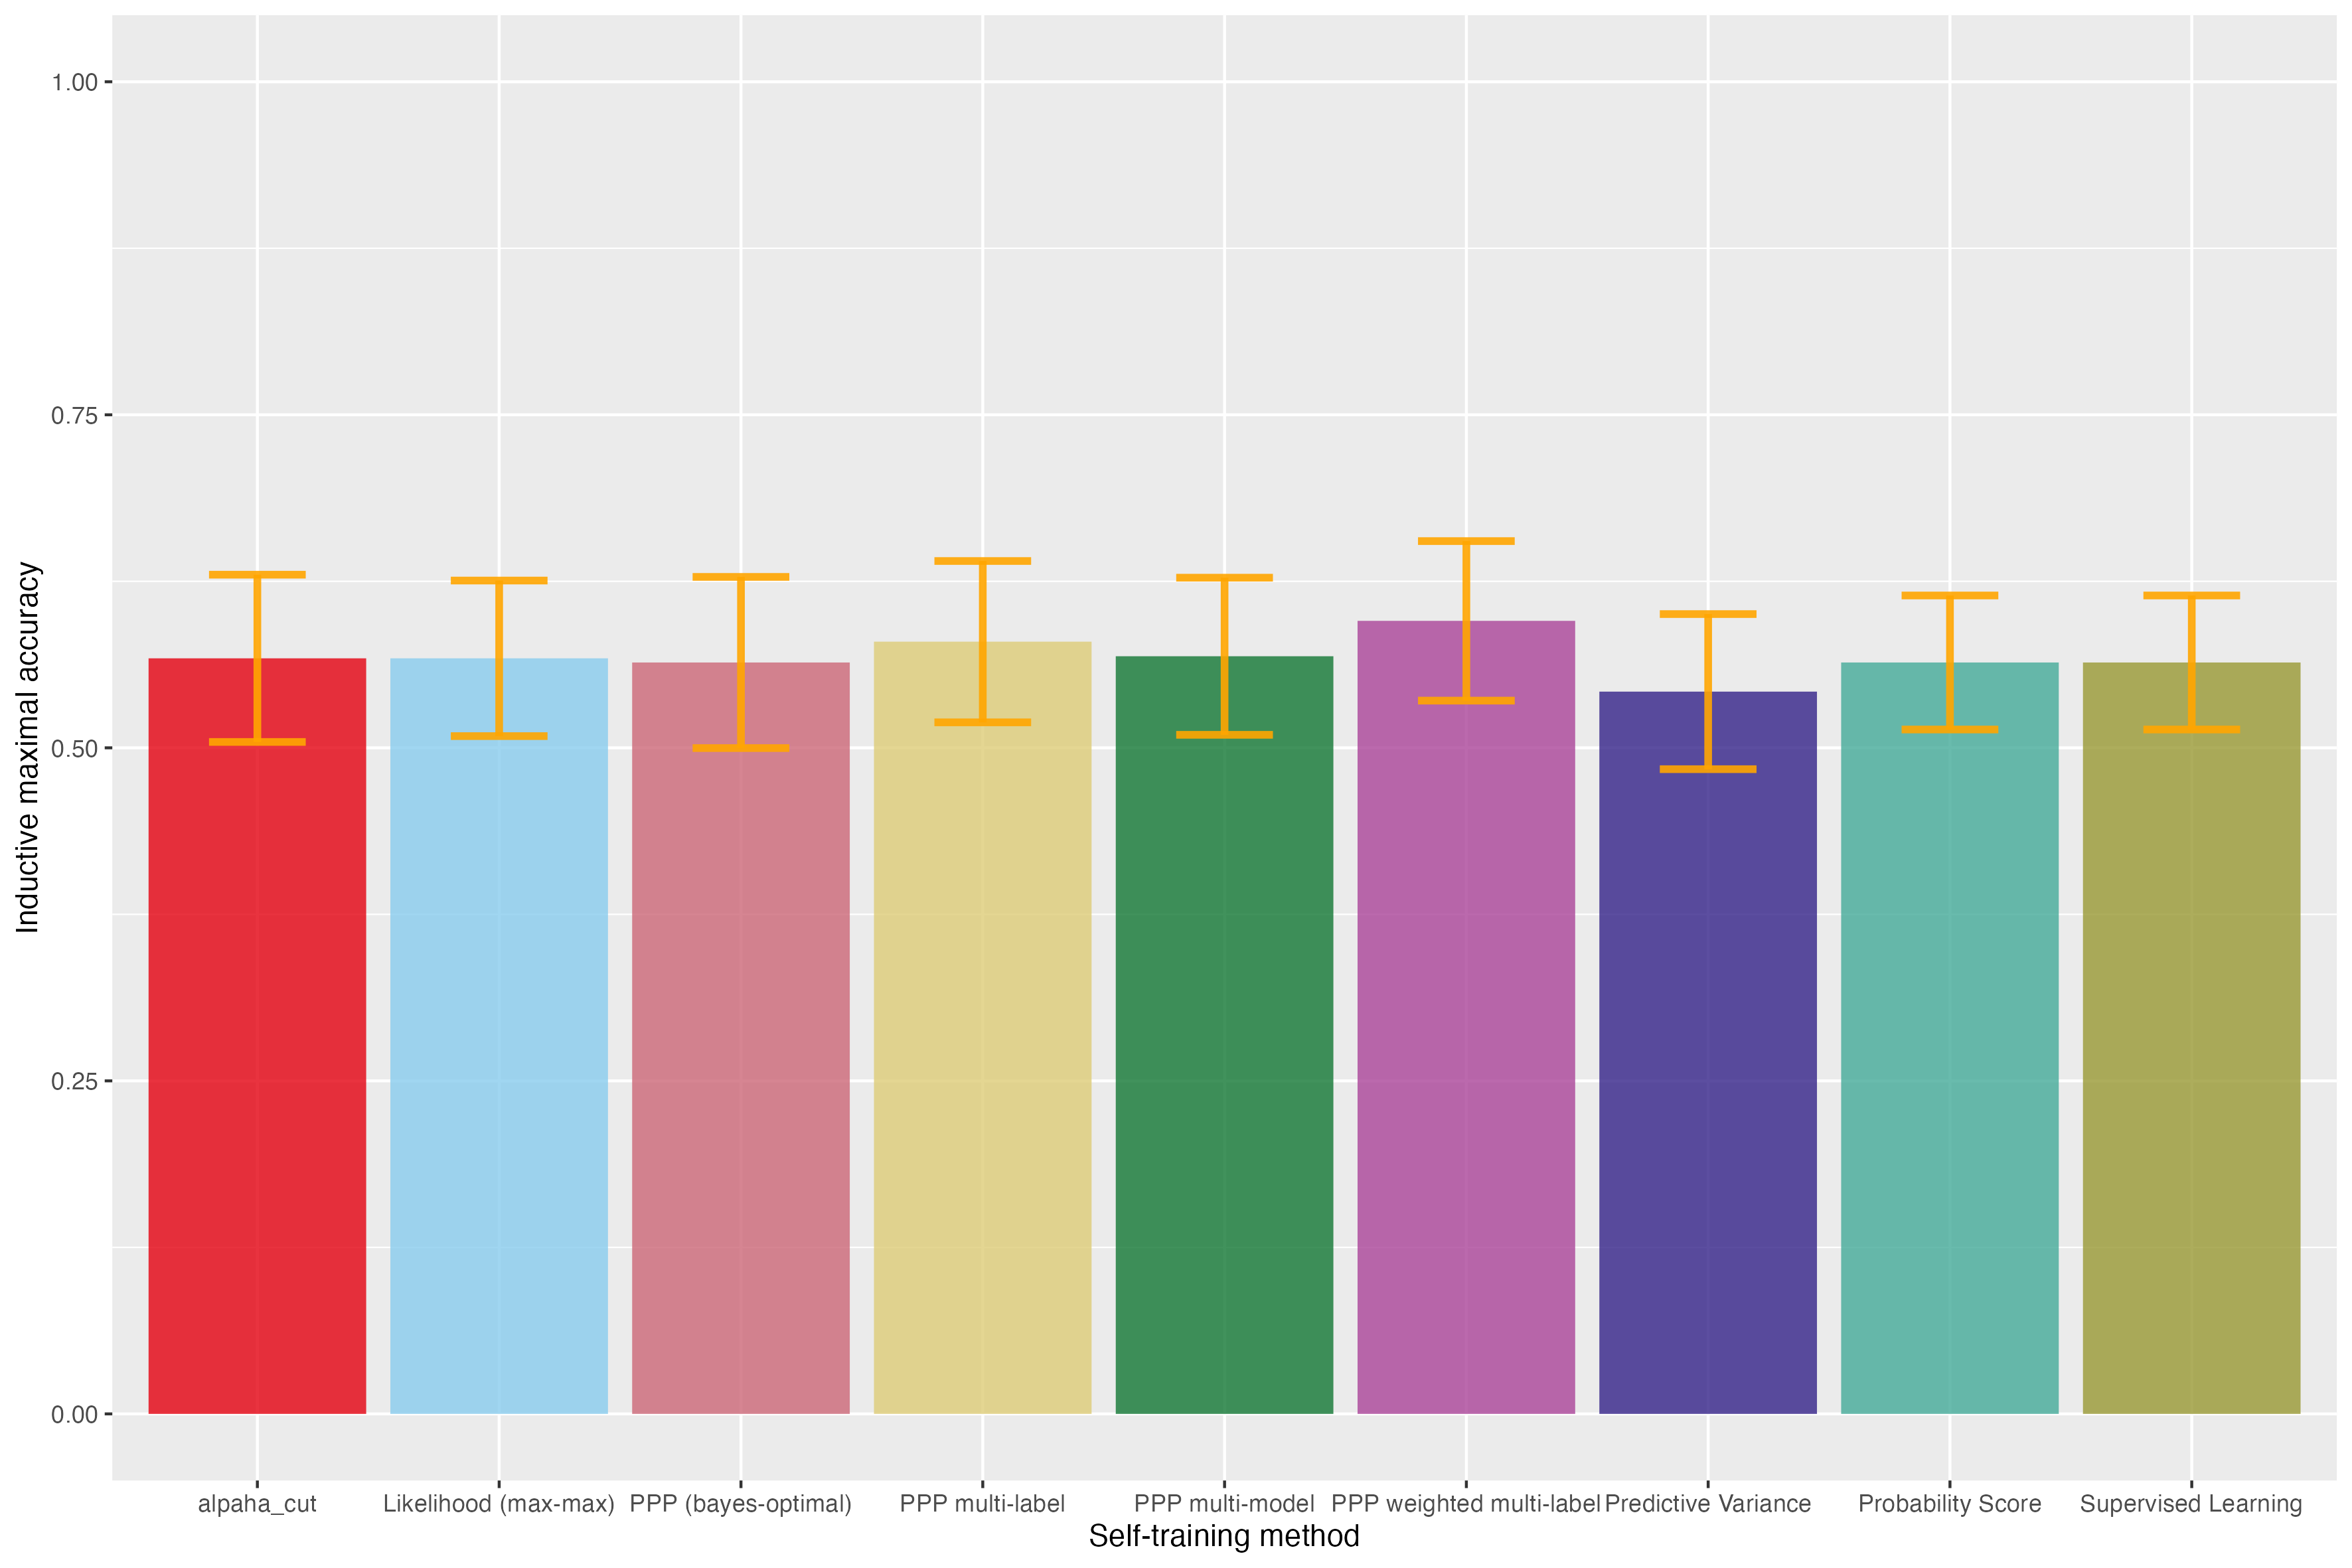 Inductive maximal accuracy
1.00
0.75
0.50
0.25
0.00
alpaha_cut
Likelihood (max-max)
PPP (bayes-optimal)
PPP multi-label
PPP multi-model
PPP weighted multi-label
Predictive Variance
Probability Score
Supervised Learning
Self-training method